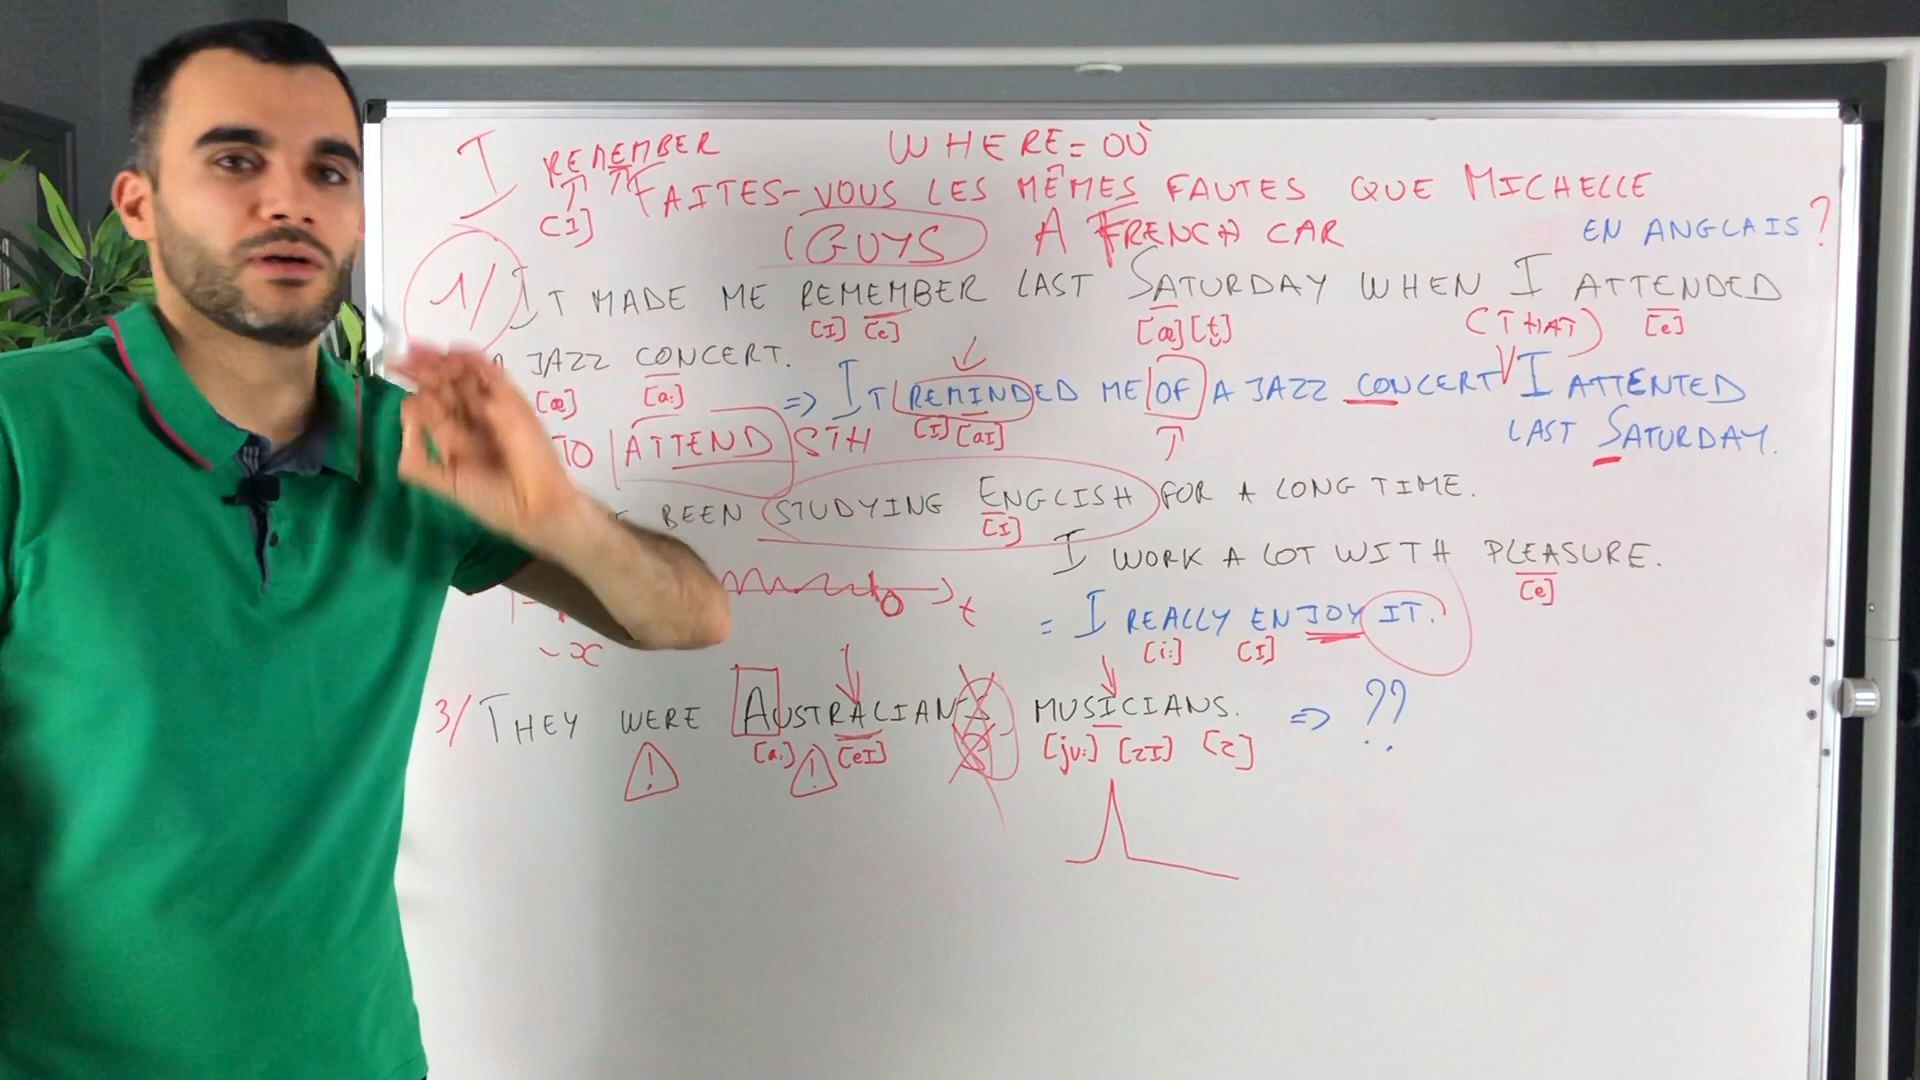 I REMEMBER WHERE = OÙ
[I] FAITES-VOUS LES MÊMES FAUTES QUE MICHELLE
(GUYS) A FRENCH CAR EN ANGLAIS ?
1/ IT MADE ME REMEMBER LAST SATURDAY WHEN I ATTENDED
[I] [e] [æ] [t] (THAT) [e]
JAZZ CONCERT.
[æ] [a:] => IT REMINDED ME OF A JAZZ CONCERT I ATTENTED
[I] [aI] LAST SATURDAY.
TO ATTEND STH
BEEN STUDYING ENGLISH FOR A LONG TIME.
[I]
I WORK A LOT WITH PLEASURE.
[e]
t
= I REALLY ENJOY IT.
[i:] [I]
3/ THEY WERE AUSTRALIANS MUSICIANS. => ??
! [a:] ! [eI] [ju:] [zI] [z]